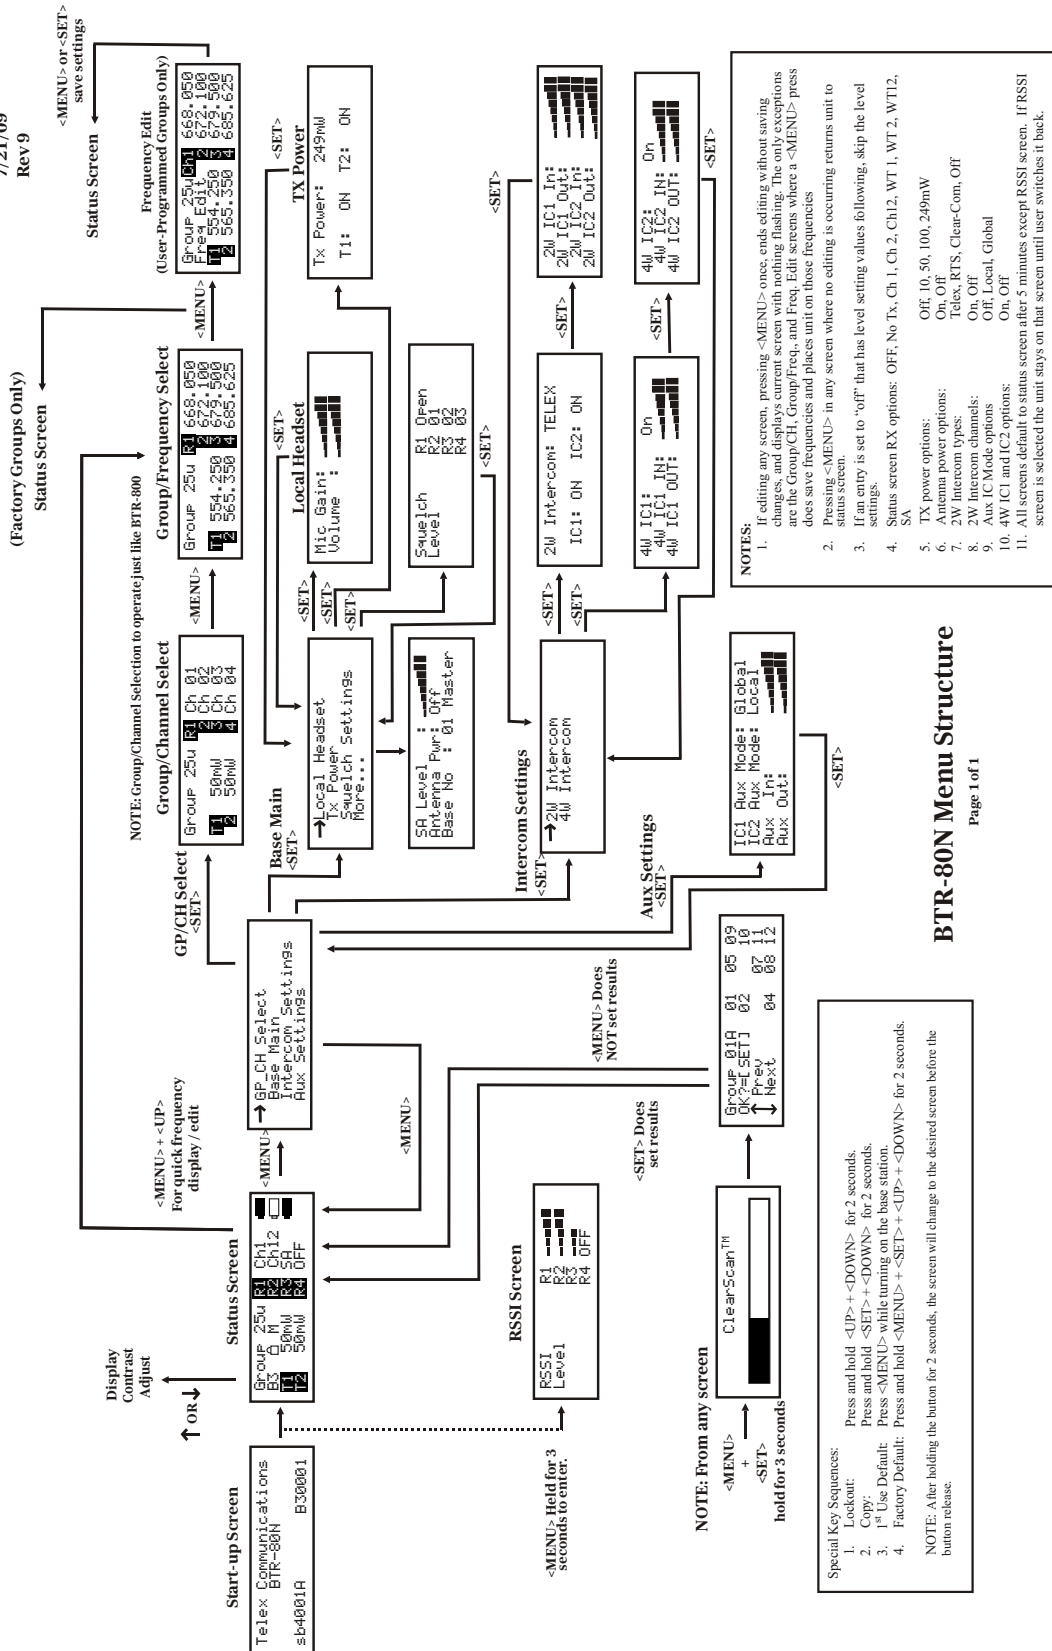 7/21/09
Rev 9
Start-up Screen
Telex Communications
BTR-80N
sb4001A B30001
Display
Contrast
Adjust
OR
Status Screen
Group 25u R1 Ch1
B3 M R2 Ch12
T1 50mW R3 SA
T2 50mW R4 OFF
<MENU> Held for 3
seconds to enter.
RSSI Screen
RSSI R1
Level R2
R3
R4 OFF
<MENU> + <UP>
For quick frequency
display / edit
<MENU>
GP_CH Select
Base Main
Intercom Settings
Aux Settings
<MENU>
GP/CH Select
<SET>
NOTE: Group/Channel Selection to operate just like BTR-800
Group/Channel Select
Group 25u R1 Ch 01
2 Ch 02
T1 50mW 3 Ch 03
2 50mW 4 Ch 04
<MENU>
(Factory Groups Only)
Status Screen
Group/Frequency Select
Group 25u R1 668.050
2 672.100
T1 554.250 3 679.500
2 565.350 4 685.625
<MENU>
Status Screen
<MENU> or <SET>
save settings
Frequency Edit
(User-Programmed Groups Only)
Group 25u Ch1 668.050
Freq Edit 2 672.100
T1 554.250 3 679.500
2 565.350 4 685.625
Base Main
<SET>
Local Headset
Tx Power
Squelch Settings
More...
<SET>
<SET>
<SET>
<SET>
Local Headset
Mic Gain:
Volume :
<SET>
TX Power
Tx Power: 249mW
T1: ON T2: ON
Squelch R1 Open
Level R2 01
R3 02
R4 03
<SET>
SA Level :
Antenna Pwr: Off
Base No : 01 Master
Intercom Settings
<SET>
2W Intercom
4W Intercom
<SET>
<SET>
2W Intercom: TELEX
IC1: ON IC2: ON
<SET>
2W IC1 In:
2W IC1 Out:
2W IC2 In:
2W IC2 Out:
<SET>
4W IC1: On
4W IC1 IN:
4W IC1 OUT:
<SET>
4W IC2: On
4W IC2 IN:
4W IC2 OUT:
<SET>
Aux Settings
<SET>
IC1 Aux Mode: Global
IC2 Aux Mode: Local
Aux In:
Aux Out:
<SET>
NOTE: From any screen
<MENU>
+
<SET>
hold for 3 seconds
ClearScan™
<SET> Does
set results
<MENU> Does
NOT set results
Group 01A 01 05 09
OK?=[SET] 02 10
Prev 07 11
Next 04 08 12
Special Key Sequences:
1. Lockout: Press and hold <UP> + <DOWN> for 2 seconds.
2. Copy: Press and hold <SET> + <DOWN> for 2 seconds.
3. 1st Use Default: Press <MENU> while turning on the base station.
4. Factory Default: Press and hold <MENU> + <SET> + <UP> + <DOWN> for 2 seconds.
NOTE: After holding the button for 2 seconds, the screen will change to the desired screen before the
button release.
BTR-80N Menu Structure
Page 1 of 1
NOTES:
1. If editing any screen, pressing <MENU> once, ends editing without saving
changes, and displays current screen with nothing flashing. The only exceptions
are the Group/CH, Group/Freq., and Freq. Edit screens where a <MENU> press
does save frequencies and places unit on those frequencies
2. Pressing <MENU> in any screen where no editing is occurring returns unit to
status screen.
3. If an entry is set to “off” that has level setting values following, skip the level
settings.
4. Status screen RX options: OFF, No Tx, Ch 1, Ch 2, Ch12, WT 1, WT 2, WT12,
SA
5. TX power options: Off, 10, 50, 100, 249mW
6. Antenna power options: On, Off
7. 2W Intercom types: Telex, RTS, Clear-Com, Off
8. 2W Intercom channels: On, Off
9. Aux IC Mode options Off, Local, Global
10. 4W IC1 and IC2 options: On, Off
11. All screens default to status screen after 5 minutes except RSSI screen. If RSSI
screen is selected the unit stays on that screen until user switches it back.